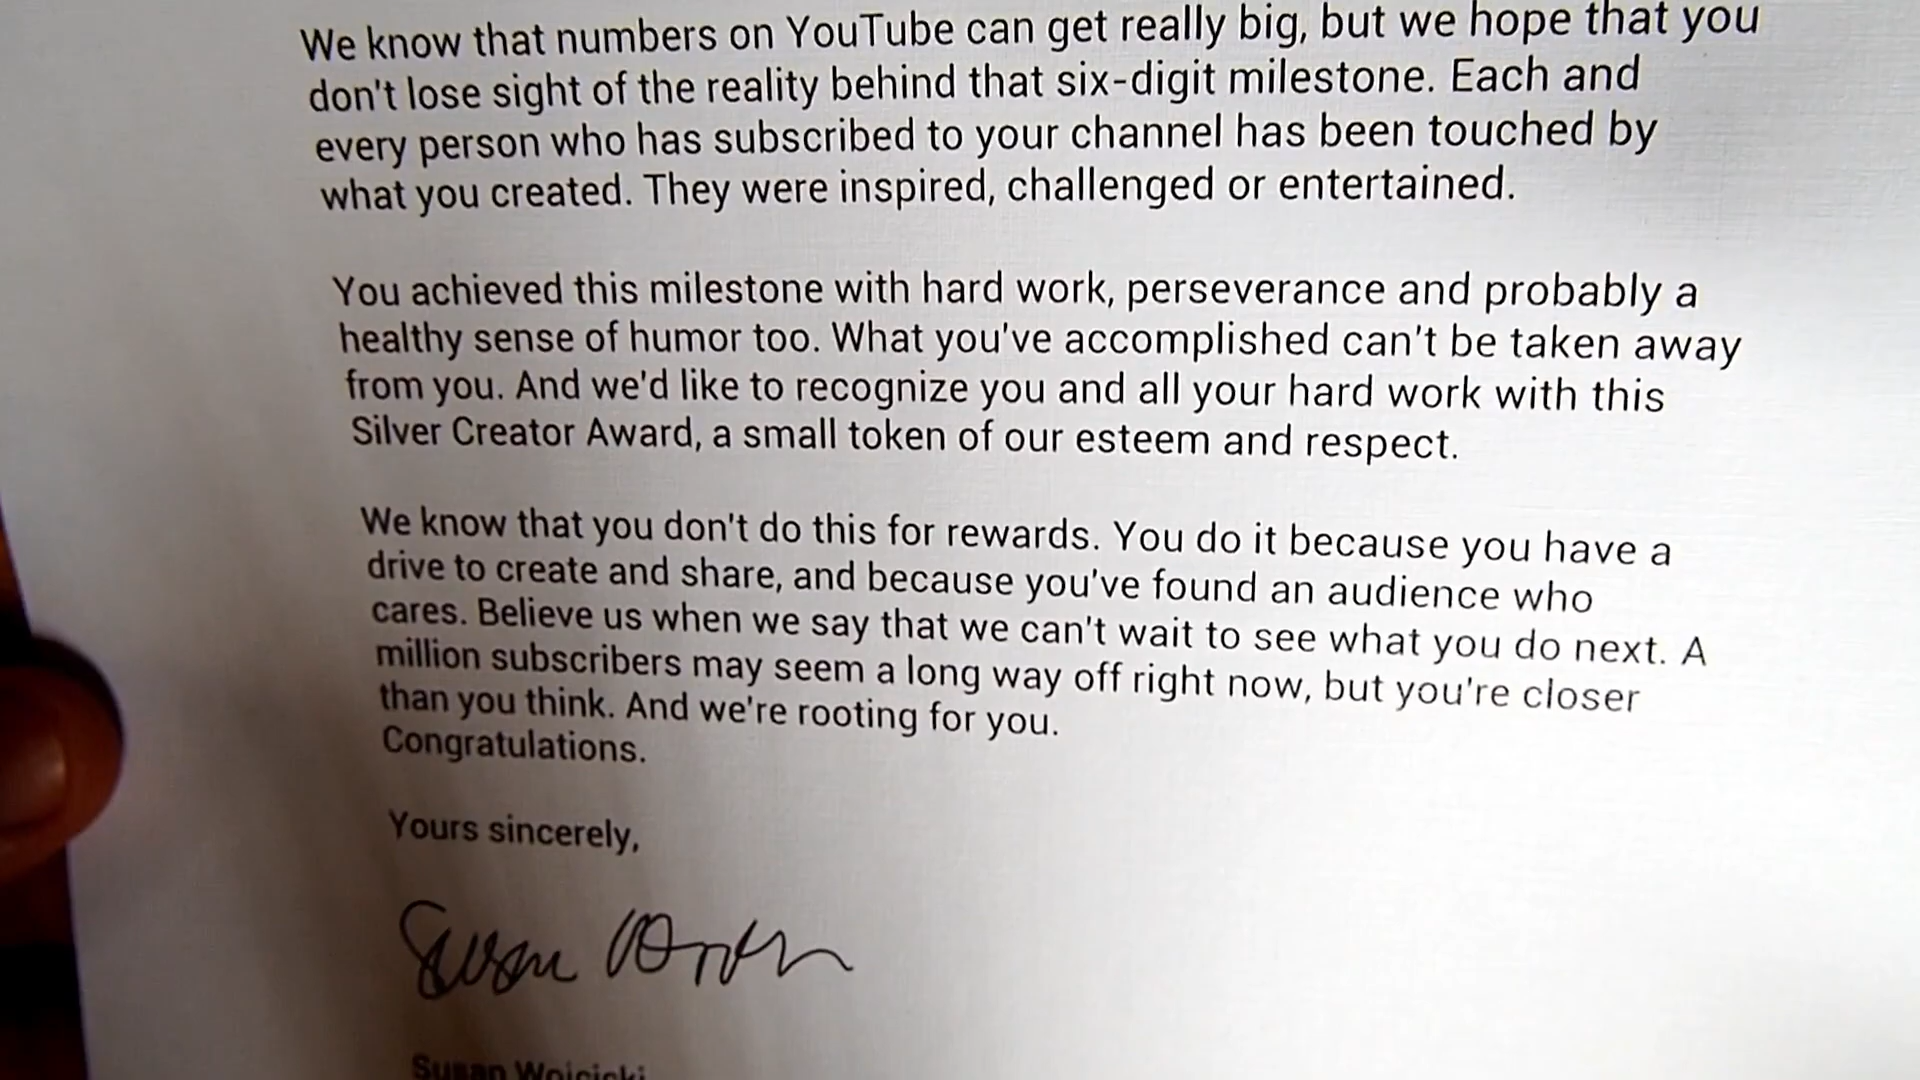 We know that numbers on YouTube can get really big, but we hope that you
don't lose sight of the reality behind that six-digit milestone. Each and
every person who has subscribed to your channel has been touched by
what you created. They were inspired, challenged or entertained.
You achieved this milestone with hard work, perseverance and probably a
healthy sense of humor too. What you've accomplished can't be taken away
from you. And we'd like to recognize you and all your hard work with this
Silver Creator Award, a small token of our esteem and respect.
We know that you don't do this for rewards. You do it because you have a
drive to create and share, and because you've found an audience who
cares. Believe us when we say that we can't wait to see what you do next. A
million subscribers may seem a long way off right now, but you're closer
than you think. And we're rooting for you.
Congratulations.
Yours sincerely,
Susan
Susan Wojcicki